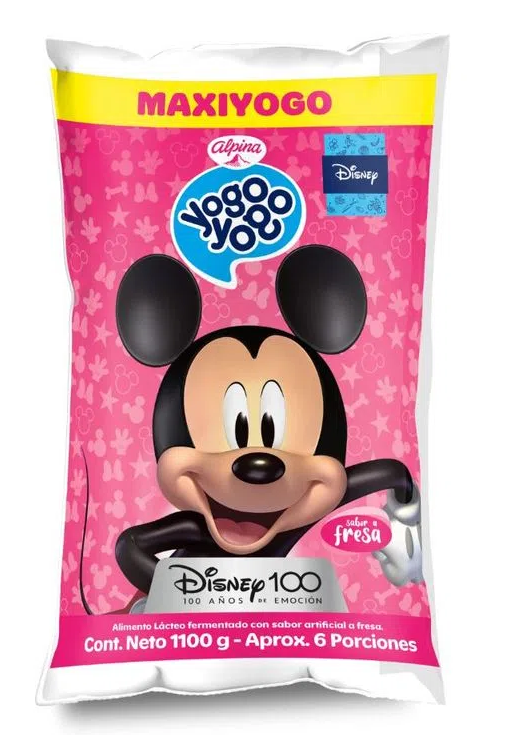 MAXIYOGO
alpina
Disney
yogo
yogo
sabor a
fresa
Disney 100
100 AÑOS DE EMOCIÓN
Alimento Lácteo fermentado con sabor artificial a fresa.
Cont. Neto 1100 g - Aprox. 6 Porciones